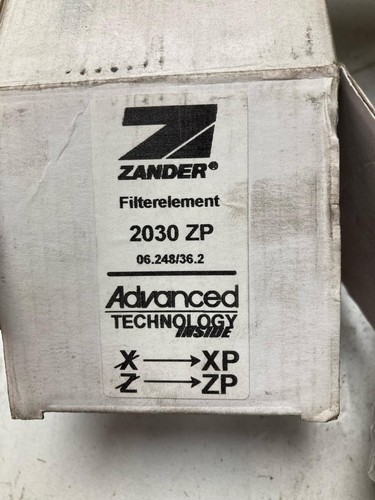 Z
ZANDER®
Filterelement
2030 ZP
06.248/36.2
Advanced
TECHNOLOGY
INSIDE
X → XP
Z → ZP